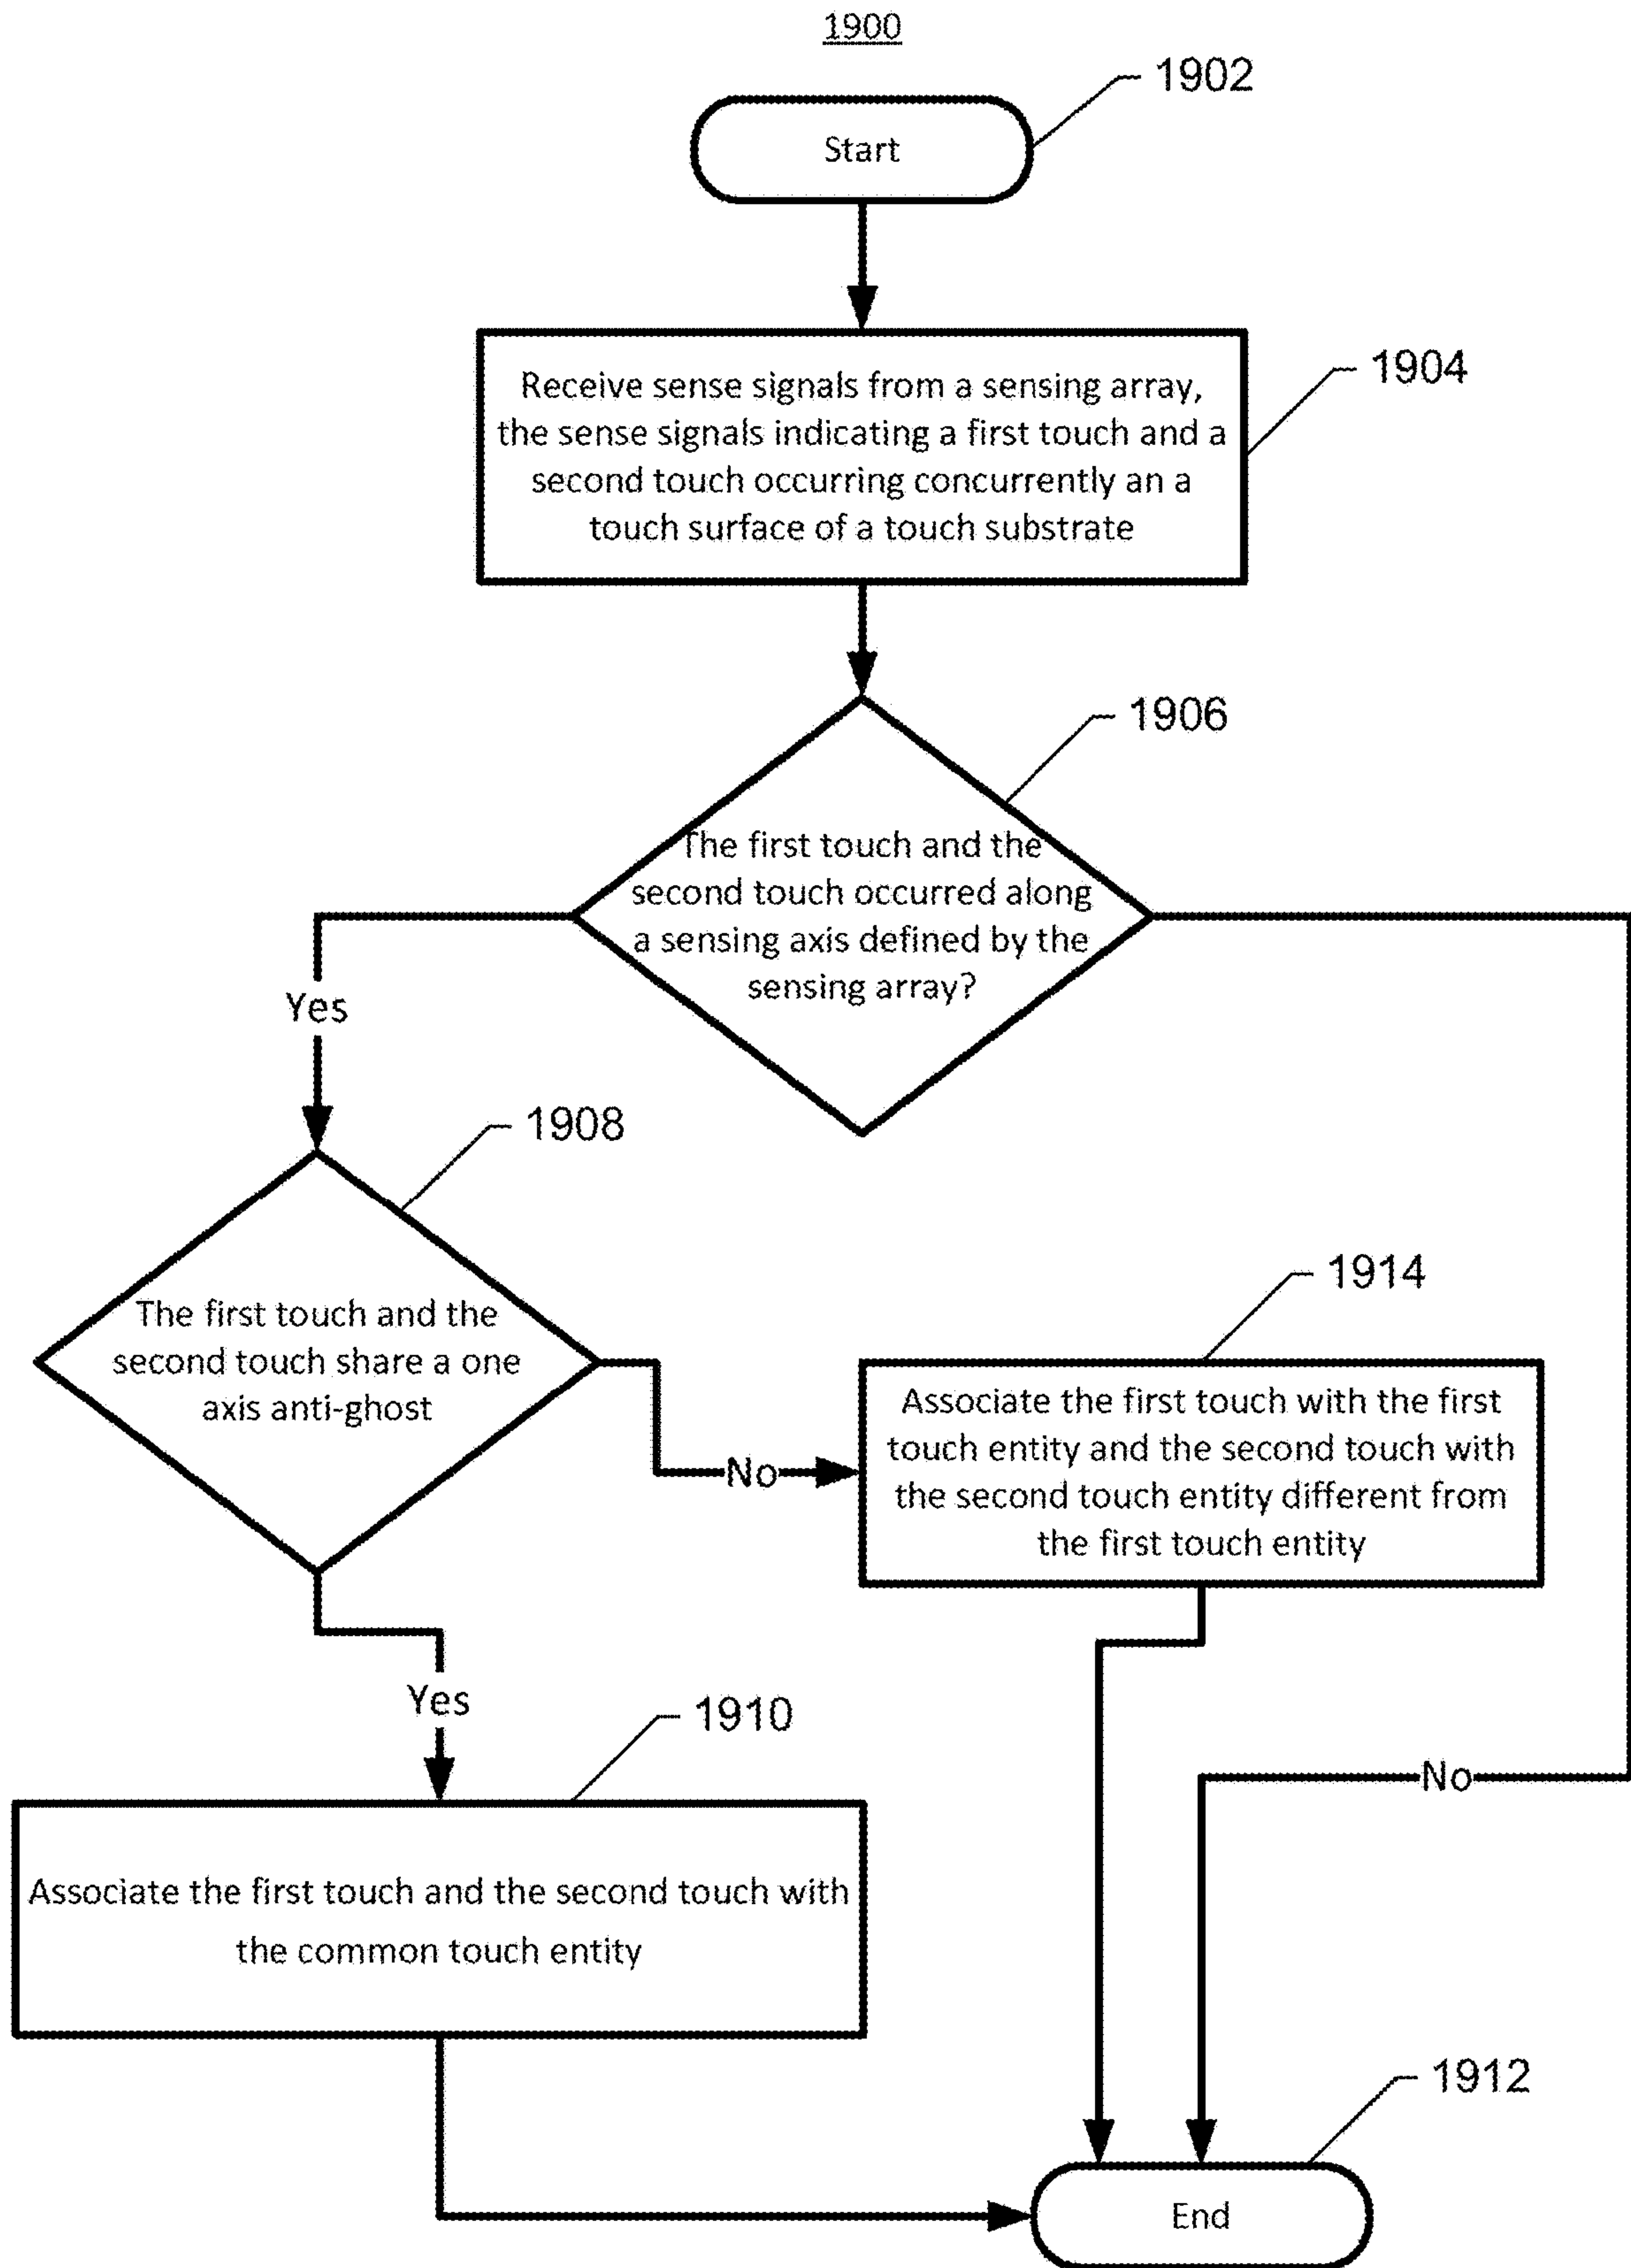 1900
1902
Start
1904
Receive sense signals from a sensing array,
the sense signals indicating a first touch and a
second touch occurring concurrently an a
touch surface of a touch substrate
1906
The first touch and the
second touch occurred along
a sensing axis defined by the
sensing array?
Yes
1908
The first touch and the
second touch share a one
axis anti-ghost
1914
Associate the first touch with the first
touch entity and the second touch with
the second touch entity different from
the first touch entity
No
Yes
1910
Associate the first touch and the second touch with
the common touch entity
No
1912
End